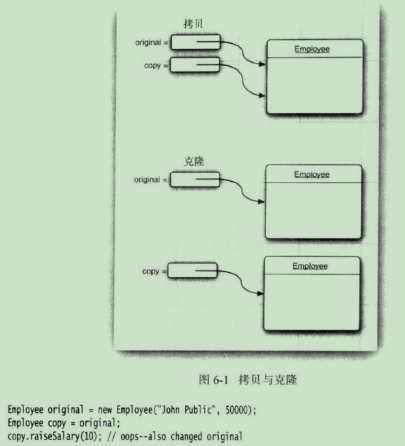 拷贝
original =
Employee
copy =
克隆
original =
Employee
copy =
Employee
图 6-1 拷贝与克隆
Employee original = new Employee("John Public", 50000);
Employee copy = original;
copy.raiseSalary(10); // oops--also changed original